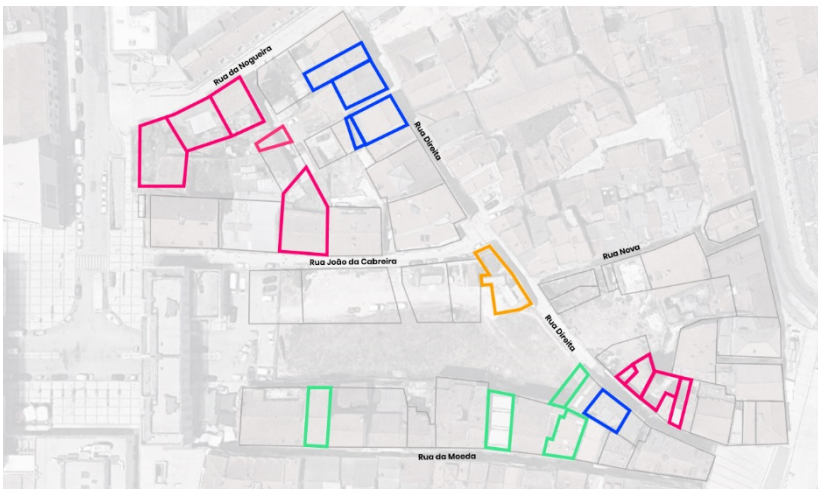 Rua da Nogueira
Rua Direita
Rua João da Cabreira
Rua Nova
Rua Direita
Rua da Moeda